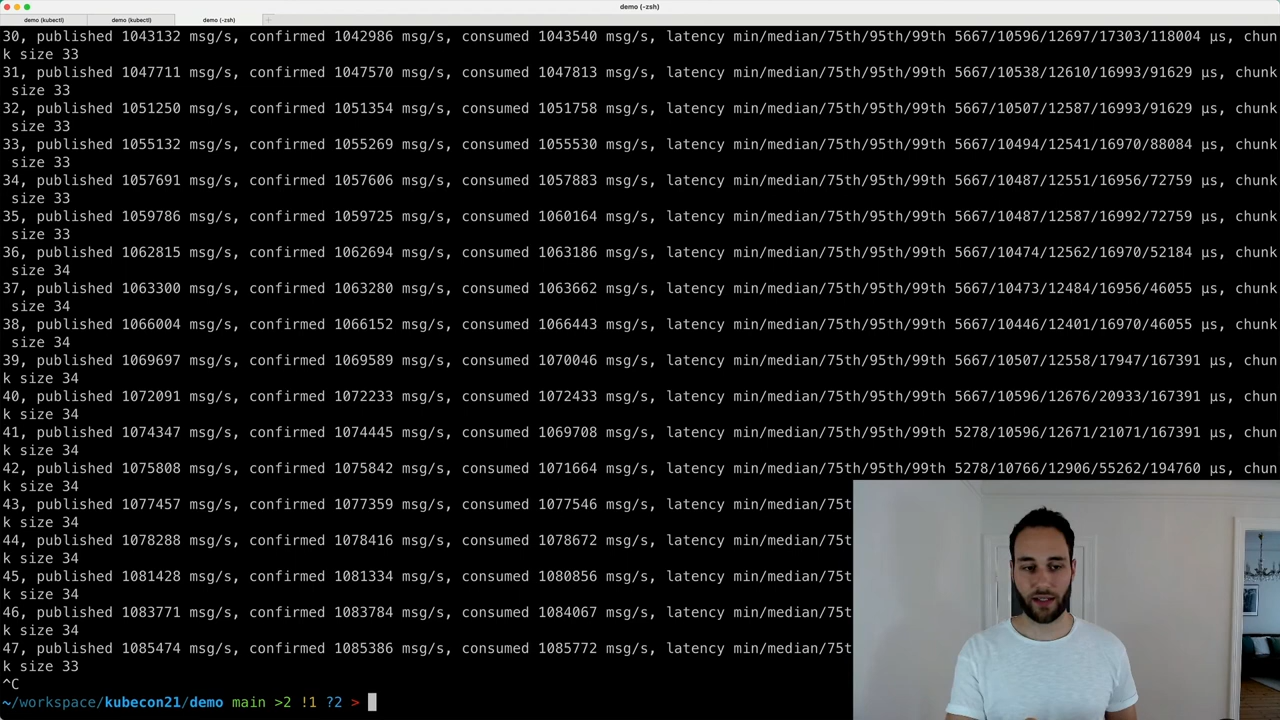 demo (-zsh)
demo (kubectl) demo (kubectl) demo (-zsh) +
30, published 1043132 msg/s, confirmed 1042986 msg/s, consumed 1043540 msg/s, latency min/median/75th/95th/99th 5667/10596/12697/17303/118004 µs, chun
k size 33
31, published 1047711 msg/s, confirmed 1047570 msg/s, consumed 1047813 msg/s, latency min/median/75th/95th/99th 5667/10538/12610/16993/91629 µs, chunk
size 33
32, published 1051250 msg/s, confirmed 1051354 msg/s, consumed 1051758 msg/s, latency min/median/75th/95th/99th 5667/10507/12587/16993/91629 µs, chunk
size 33
33, published 1055132 msg/s, confirmed 1055269 msg/s, consumed 1055530 msg/s, latency min/median/75th/95th/99th 5667/10494/12541/16970/88084 µs, chunk
size 33
34, published 1057691 msg/s, confirmed 1057606 msg/s, consumed 1057883 msg/s, latency min/median/75th/95th/99th 5667/10487/12551/16956/72759 µs, chunk
size 33
35, published 1059786 msg/s, confirmed 1059725 msg/s, consumed 1060164 msg/s, latency min/median/75th/95th/99th 5667/10487/12587/16992/72759 µs, chunk
size 33
36, published 1062815 msg/s, confirmed 1062694 msg/s, consumed 1063186 msg/s, latency min/median/75th/95th/99th 5667/10474/12562/16970/52184 µs, chunk
size 34
37, published 1063300 msg/s, confirmed 1063280 msg/s, consumed 1063662 msg/s, latency min/median/75th/95th/99th 5667/10473/12484/16956/46055 µs, chunk
size 34
38, published 1066004 msg/s, confirmed 1066152 msg/s, consumed 1066443 msg/s, latency min/median/75th/95th/99th 5667/10446/12401/16970/46055 µs, chunk
size 34
39, published 1069697 msg/s, confirmed 1069589 msg/s, consumed 1070046 msg/s, latency min/median/75th/95th/99th 5667/10507/12558/17947/167391 µs, chun
k size 34
40, published 1072091 msg/s, confirmed 1072233 msg/s, consumed 1072433 msg/s, latency min/median/75th/95th/99th 5667/10596/12676/20933/167391 µs, chun
k size 34
41, published 1074347 msg/s, confirmed 1074445 msg/s, consumed 1069708 msg/s, latency min/median/75th/95th/99th 5278/10596/12671/21071/167391 µs, chun
k size 34
42, published 1075808 msg/s, confirmed 1075842 msg/s, consumed 1071664 msg/s, latency min/median/75th/95th/99th 5278/10766/12906/55262/194760 µs, chun
k size 34
43, published 1077457 msg/s, confirmed 1077359 msg/s, consumed 1077546 msg/s, latency min/median/75t
k size 34
44, published 1078288 msg/s, confirmed 1078416 msg/s, consumed 1078672 msg/s, latency min/median/75t
k size 34
45, published 1081428 msg/s, confirmed 1081334 msg/s, consumed 1080856 msg/s, latency min/median/75t
k size 34
46, published 1083771 msg/s, confirmed 1083784 msg/s, consumed 1084067 msg/s, latency min/median/75t
k size 34
47, published 1085474 msg/s, confirmed 1085386 msg/s, consumed 1085772 msg/s, latency min/median/75t
k size 33
^C
~/workspace/kubecon21/demo main >2 !1 ?2 >